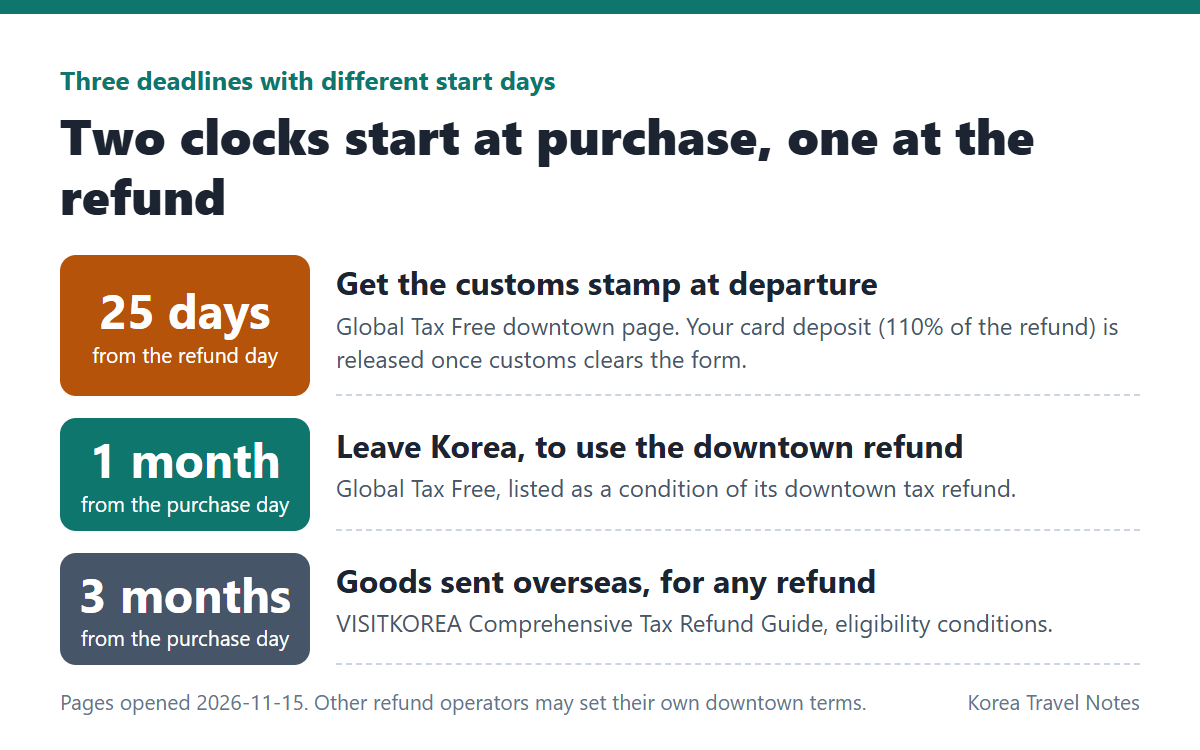 Three deadlines with different start days
Two clocks start at purchase, one at the
refund
25 days
from the refund day
Get the customs stamp at departure
Global Tax Free downtown page. Your card deposit (110% of the refund) is
released once customs clears the form.
1 month
from the purchase day
Leave Korea, to use the downtown refund
Global Tax Free, listed as a condition of its downtown tax refund.
3 months
from the purchase day
Goods sent overseas, for any refund
VISITKOREA Comprehensive Tax Refund Guide, eligibility conditions.
Pages opened 2026-11-15. Other refund operators may set their own downtown terms.
Korea Travel Notes